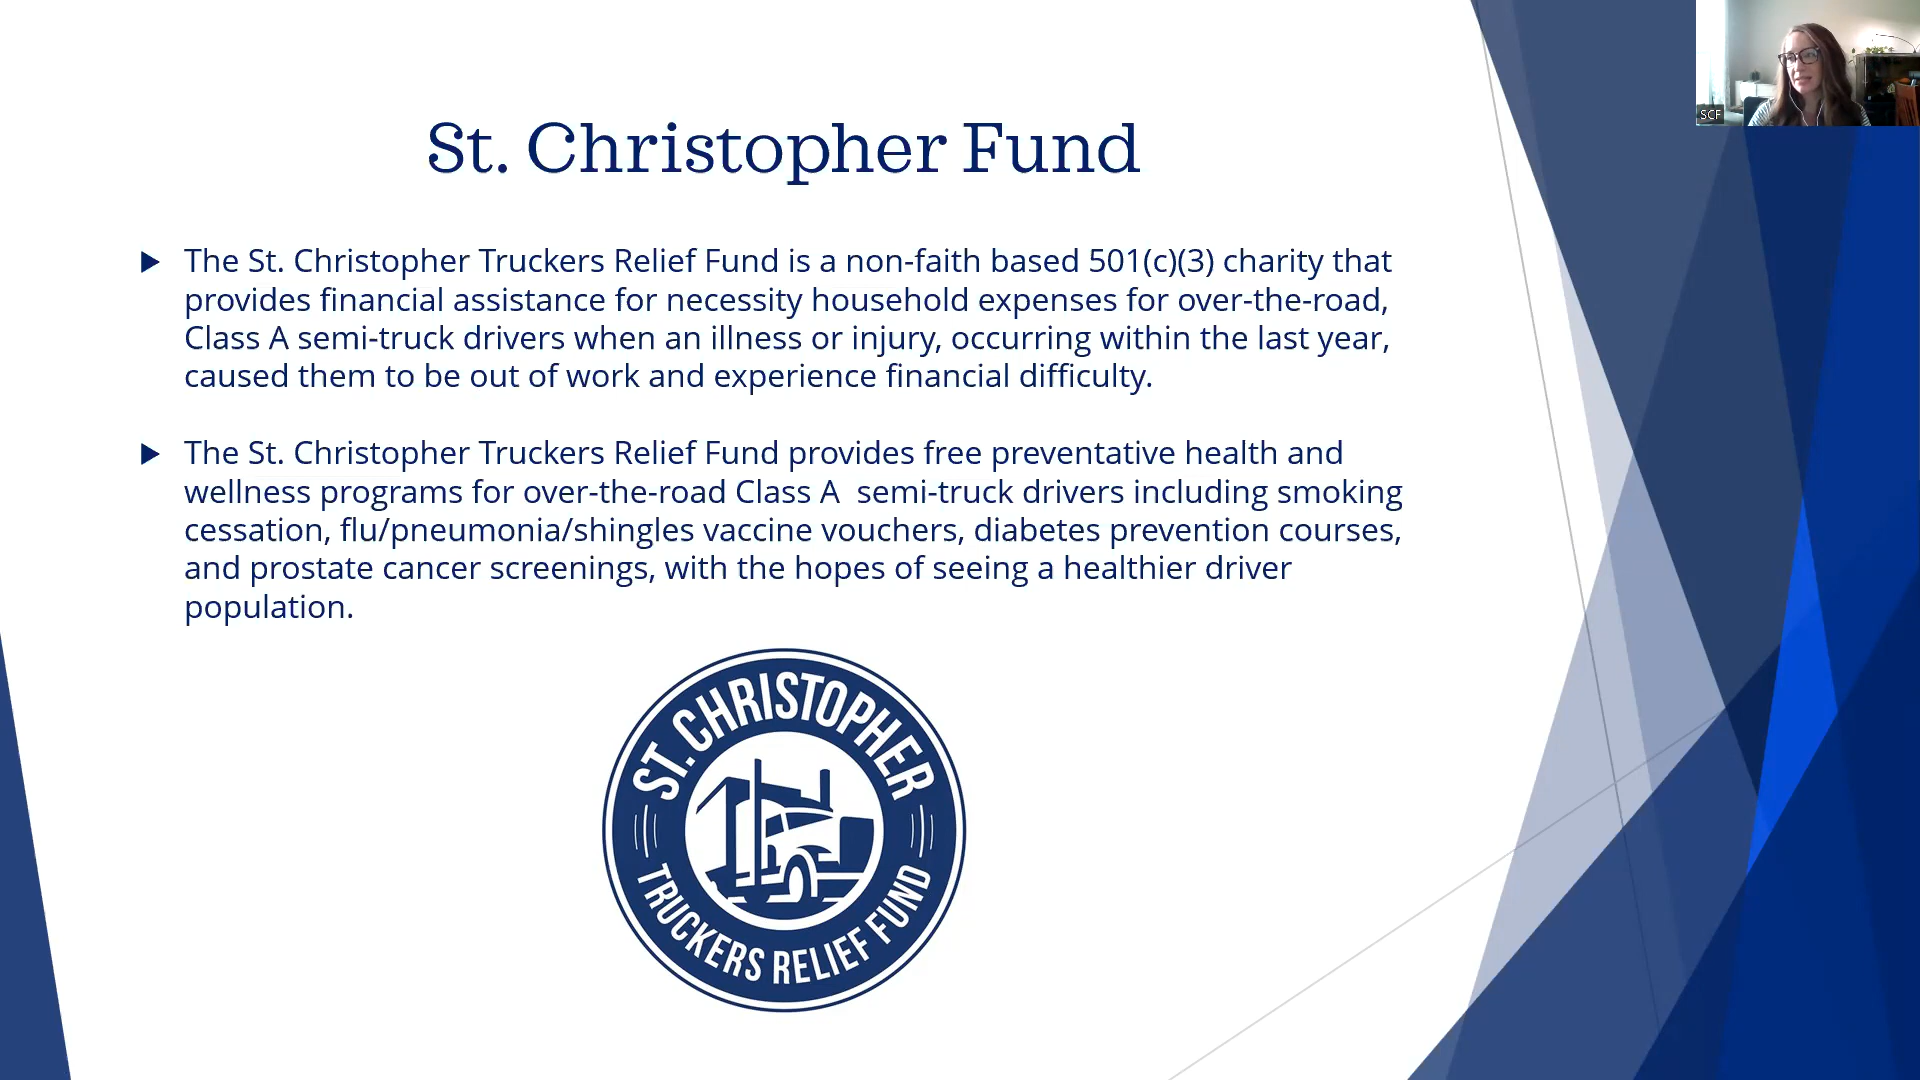 SCF
St. Christopher Fund
The St. Christopher Truckers Relief Fund is a non-faith based 501(c)(3) charity that
provides financial assistance for necessity household expenses for over-the-road,
Class A semi-truck drivers when an illness or injury, occurring within the last year,
caused them to be out of work and experience financial difficulty.
The St. Christopher Truckers Relief Fund provides free preventative health and
wellness programs for over-the-road Class A  semi-truck drivers including smoking
cessation, flu/pneumonia/shingles vaccine vouchers, diabetes prevention courses,
and prostate cancer screenings, with the hopes of seeing a healthier driver
population.
ST. CHRISTOPHER
TRUCKERS RELIEF FUND